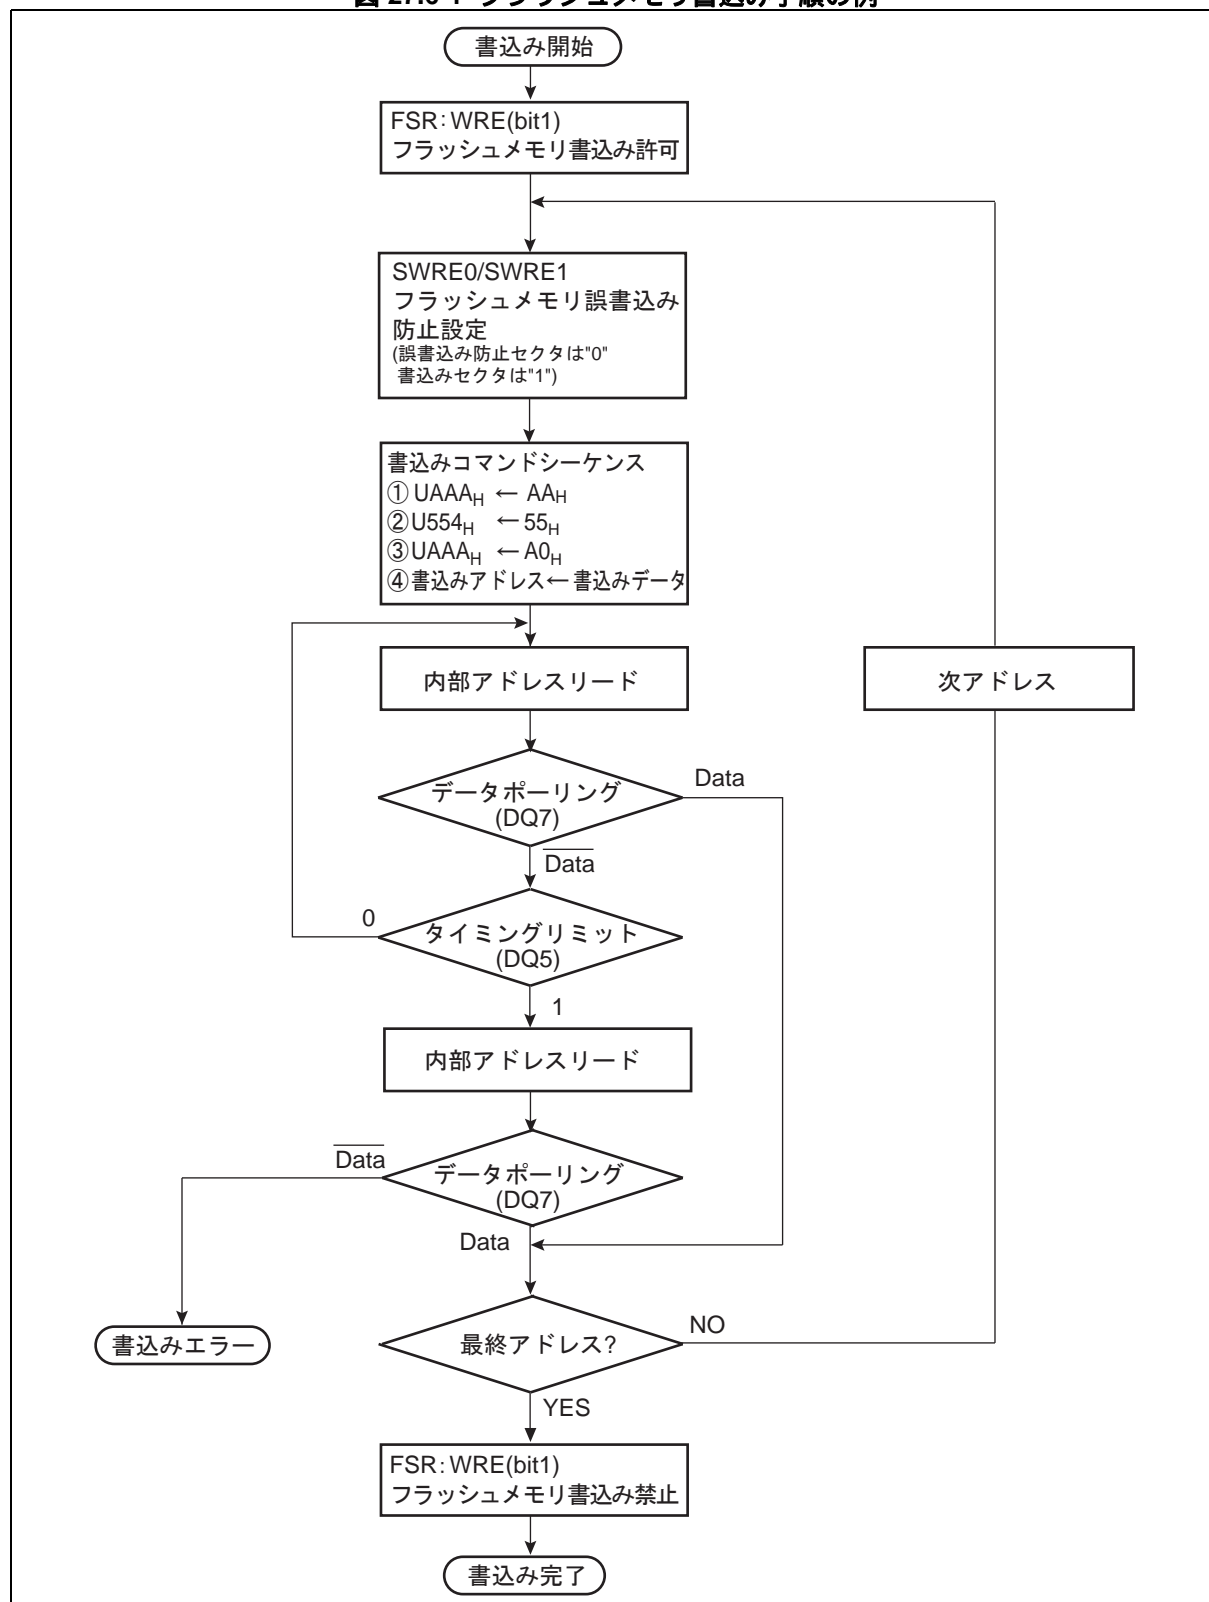 書込み開始
FSR:WRE(bit1)
フラッシュメモリ書込み許可
SWRE0/SWRE1
フラッシュメモリ誤書込み
防止設定
(誤書込み防止セクタは"0"
書込みセクタは"1")
書込みコマンドシーケンス
①UAAAH ← AAH
②U554H ←55H
③UAAAH ←A0H
④書込みアドレス←書込みデータ
内部アドレスリード
次アドレス
データポーリング
(DQ7)
Data
Data
0
タイミングリミット
(DQ5)
1
内部アドレスリード
Data
データポーリング
(DQ7)
Data
書込みエラー
最終アドレス?
NO
YES
FSR:WRE(bit1)
フラッシュメモリ書込み禁止
書込み完了